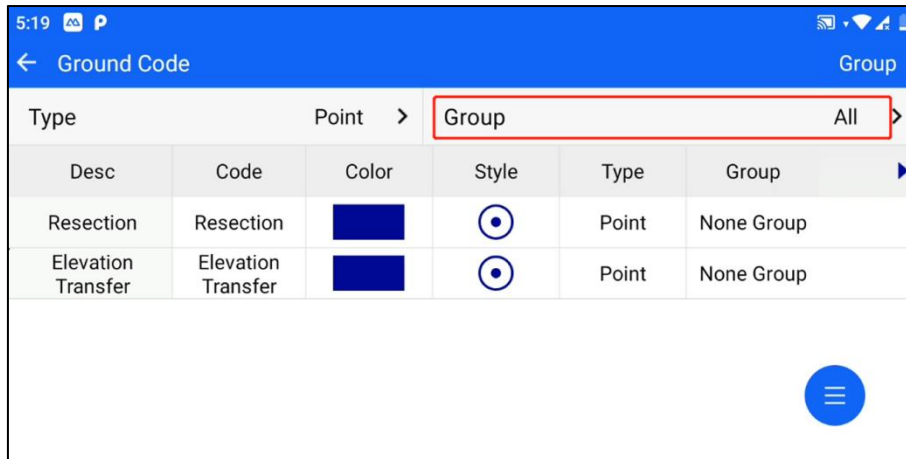 5:19
Ground Code Group
Type Point Group All
Desc Code Color Style Type Group
Resection Resection Point None Group
Elevation Transfer Elevation Transfer Point None Group